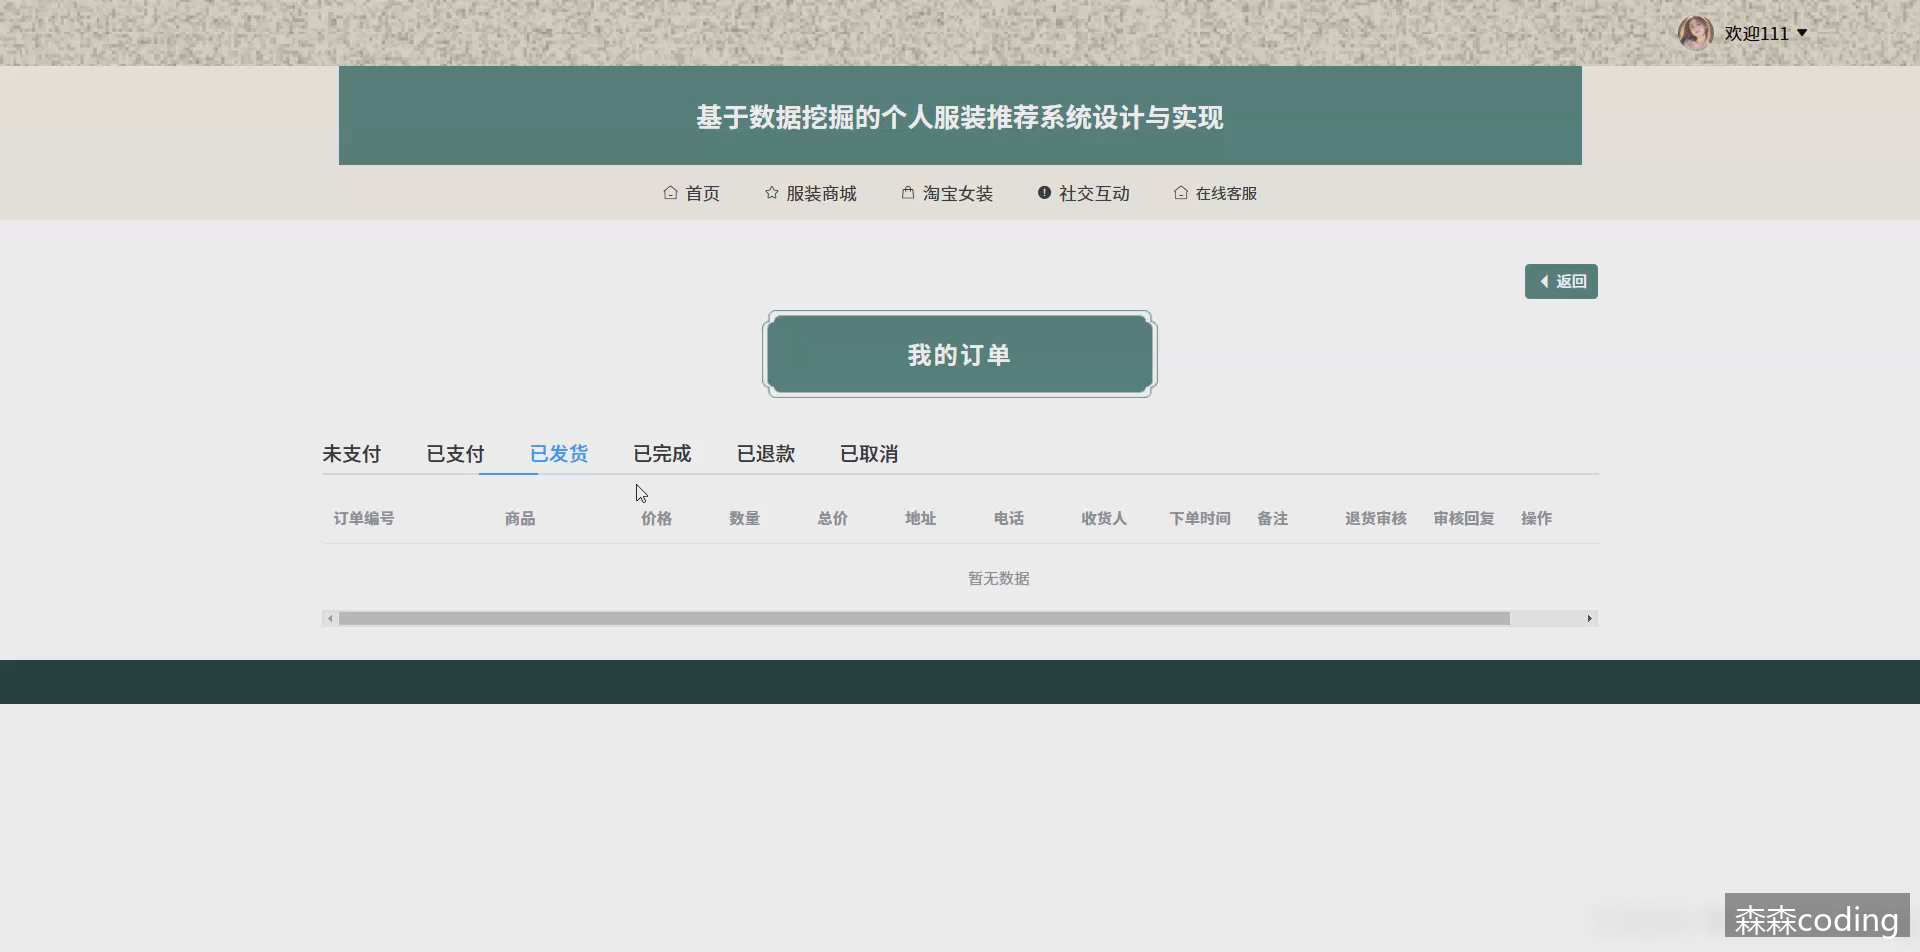 欢迎111
基于数据挖掘的个人服装推荐系统设计与实现
首页 服装商城 淘宝女装 社交互动 在线客服
返回
我的订单
未支付 已支付 已发货 已完成 已退款 已取消
订单编号 商品 价格 数量 总价 地址 电话 收货人 下单时间 备注 退货审核 审核回复 操作
暂无数据
森森coding